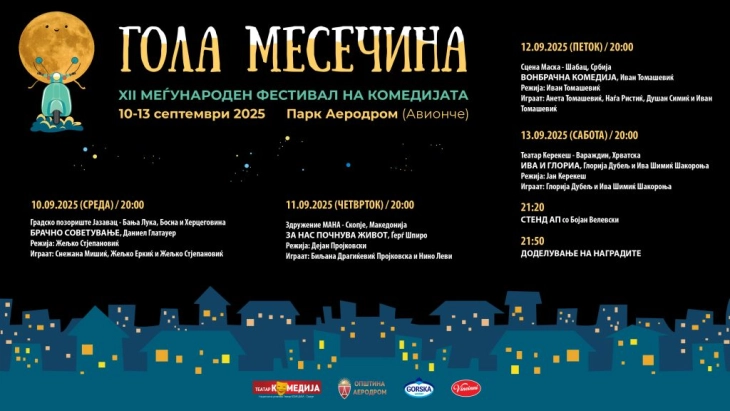 ГОЛА МЕСЕЧИНА
XII МЕЃУНАРОДЕН ФЕСТИВАЛ НА КОМЕДИЈАТА
10-13 септември 2025 Парк Аеродром (Авионче)
10.09.2025 (СРЕДА) / 20:00
Градско позориште Јазавац - Бања Лука, Босна и Херцеговина
БРАЧНО СОВЕТУВАЊЕ, Даниел Глатауер
Режија: Жељко Стјепановиќ
Играат: Снежана Мишиќ, Жељко Еркиќ и Жељко Стјепановиќ
11.09.2025 (ЧЕТВРТОК) / 20:00
Здружение МАНА - Скопје, Македонија
ЗА НАС ПОЧНУВА ЖИВОТ, Ѓерѓ Шпиро
Режија: Дејан Пројковски
Играат: Биљана Драгиќевиќ Пројковска и Нино Леви
12.09.2025 (ПЕТОК) / 20:00
Сцена Маска - Шабац, Србија
ВОНБРАЧНА КОМЕДИЈА, Иван Томашевиќ
Режија: Иван Томашевиќ
Играат: Анета Томашевиќ, Наѓа Ристиќ, Душан Симиќ и Иван
Томашевиќ
13.09.2025 (САБОТА) / 20:00
Театар Керекеш - Вараждин, Хрватска
ИВА И ГЛОРИА, Глорија Дубељ и Ива Шимиќ Шакороња
Режија: Јан Керекеш
Играат: Глорија Дубељ и Ива Шимиќ Шакороња
21:20
СТЕНД АП со Бојан Велевски
21:50
ДОДЕЛУВАЊЕ НА НАГРАДИТЕ
ТЕАТАР КОМЕДИЈА
ОПШТИНА
АЕРОДРОМ
GORSKA